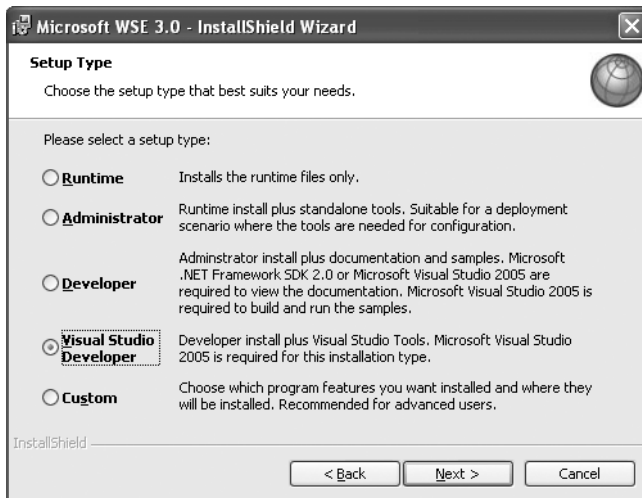 Microsoft WSE 3.0 - InstallShield Wizard
Setup Type
Choose the setup type that best suits your needs.
Please select a setup type:
Runtime
Installs the runtime files only.
Administrator
Runtime install plus standalone tools. Suitable for a deployment
scenario where the tools are needed for configuration.
Developer
Adminstrator install plus documentation and samples. Microsoft
.NET Framework SDK 2.0 or Microsoft Visual Studio 2005 are
required to view the documentation. Microsoft Visual Studio 2005 is
required to build and run the samples.
Visual Studio
Developer
Developer install plus Visual Studio Tools. Microsoft Visual Studio
2005 is required for this installation type.
Custom
Choose which program features you want installed and where they
will be installed. Recommended for advanced users.
InstallShield
< Back
Next >
Cancel